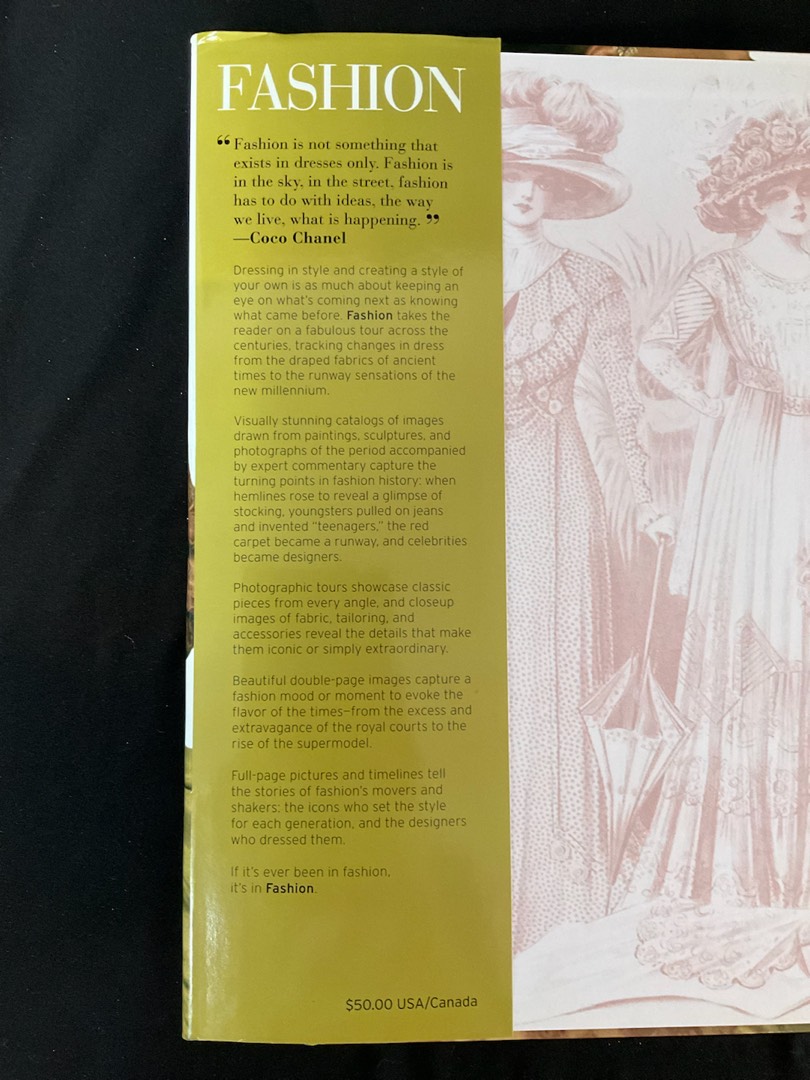 FASHION
“Fashion is not something that
exists in dresses only. Fashion is
in the sky, in the street, fashion
has to do with ideas, the way
we live, what is happening.”
—Coco Chanel
Dressing in style and creating a style of
your own is as much about keeping an
eye on what's coming next as knowing
what came before. Fashion takes the
reader on a fabulous tour across the
centuries, tracking changes in dress
from the draped fabrics of ancient
times to the runway sensations of the
new millennium.
Visually stunning catalogs of images
drawn from paintings, sculptures, and
photographs of the period accompanied
by expert commentary capture the
turning points in fashion history: when
hemlines rose to reveal a glimpse of
stocking, youngsters pulled on jeans
and invented "teenagers," the red
carpet became a runway, and celebrities
became designers.
Photographic tours showcase classic
pieces from every angle, and closeup
images of fabric, tailoring, and
accessories reveal the details that make
them iconic or simply extraordinary.
Beautiful double-page images capture a
fashion mood or moment to evoke the
flavor of the times—from the excess and
extravagance of the royal courts to the
rise of the supermodel.
Full-page pictures and timelines tell
the stories of fashion's movers and
shakers: the icons who set the style
for each generation, and the designers
who dressed them.
If it's ever been in fashion,
it's in Fashion.
$50.00 USA/Canada